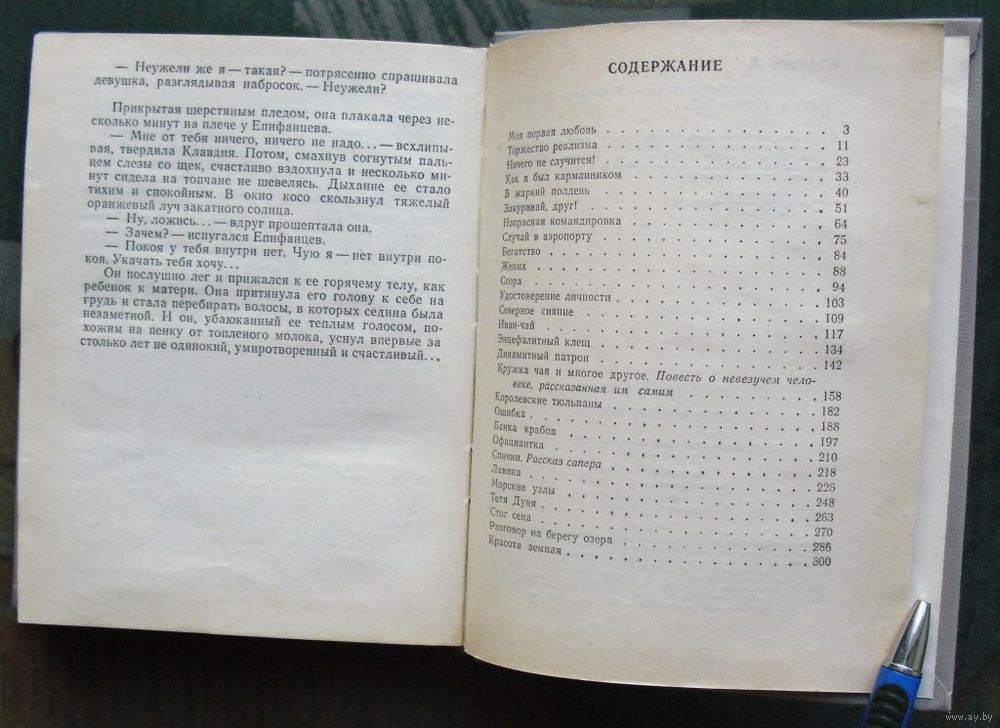 — Неужели же я — такая? — потрясенно спрашивала
девушка, разглядывая набросок. — Неужели?
Прикрытая шерстяным пледом, она плакала через не-
сколько минут на плече у Епифанцева.
— Мне от тебя ничего, ничего не надо... — всхлипы-
вая, твердила Клавдия. Потом, смахнув согнутым паль-
цем слезы со щек, счастливо вздохнула и несколько ми-
нут сидела на топчане не шевелясь. Дыхание ее стало
тихим и спокойным. В окно косо скользнул тяжелый
оранжевый луч закатного солнца.
— Ну, ложись... — вдруг прошептала она.
— Зачем? — испугался Епифанцев.
— Покоя у тебя внутри нет. Чую я — нет внутри по-
коя. Укачать тебя хочу...
Он послушно лег и прижался к ее горячему телу, как
ребенок к матери. Она притянула его голову к себе на
грудь и стала перебирать волосы, в которых седина была
незаметной. И он, убаюканный ее теплым голосом, по-
хожим на пенку от топленого молока, уснул впервые за
столько лет не одинокий, умиротворенный и счастливый...
СОДЕРЖАНИЕ
Моя первая любовь . . . . . . . . . . . 3
Торжество реализма . . . . . . . . . . . 11
Ничего не случится! . . . . . . . . . . . 23
Как я был карманником . . . . . . . . . . . 33
В жаркий полдень . . . . . . . . . . . 40
Закуривай, друг! . . . . . . . . . . . 51
Напрасная командировка . . . . . . . . . . . 64
Случай в аэропорту . . . . . . . . . . . 75
Богатство . . . . . . . . . . . 84
Жених . . . . . . . . . . . 88
Ссора . . . . . . . . . . . 94
Удостоверение личности . . . . . . . . . . . 103
Северное сияние . . . . . . . . . . . 109
Иван-чай . . . . . . . . . . . 117
Энцефалитный клещ . . . . . . . . . . . 134
Динамитный патрон . . . . . . . . . . . 142
Кружка чая и многое другое. Повесть о невезучем чело-
веке, рассказанная им самим . . . . . . . . 158
Королевские тюльпаны . . . . . . . . . . . 182
Ошибка . . . . . . . . . . . 188
Банка крабов . . . . . . . . . . . 197
Официантка . . . . . . . . . . . 210
Спички. Рассказ сапера . . . . . . . . . . . 218
Лавина . . . . . . . . . . . 226
Морские узлы . . . . . . . . . . . 248
Тетя Дуня . . . . . . . . . . . 263
Стог сена . . . . . . . . . . . 270
Разговор на берегу озера . . . . . . . . . . . 286
Красота земная . . . . . . . . . . . 300
www.ay.by